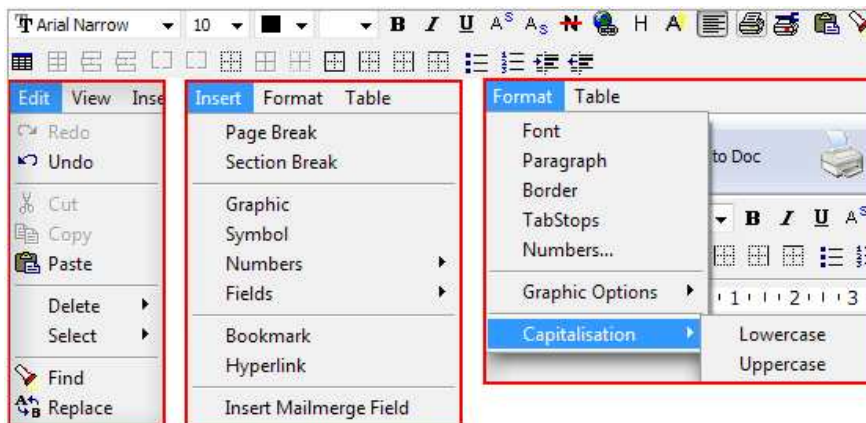 Arial Narrow 10 B I U A S A S N H A
Edit View Inse
Redo
Undo
Cut
Copy
Paste
Delete
Select
Find
Replace
Insert Format Table
Page Break
Section Break
Graphic
Symbol
Numbers
Fields
Bookmark
Hyperlink
Insert Mailmerge Field
Format Table
Font
Paragraph
Border
TabStops
Numbers...
Graphic Options
Capitalisation
Lowercase
Uppercase
to Doc
B I U A S
1 2 3